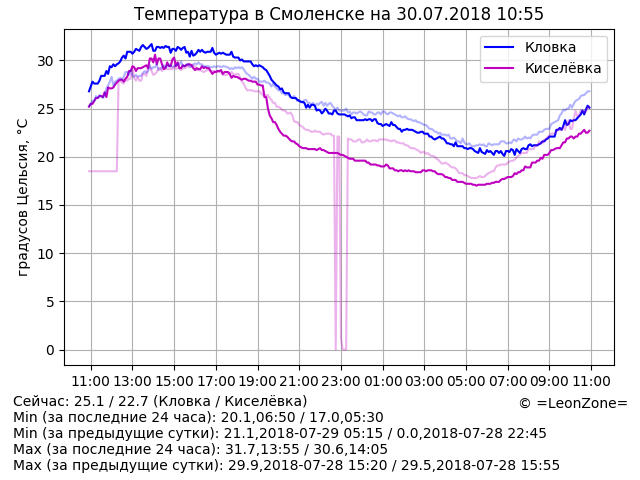 Температура в Смоленске на 30.07.2018 10:55
градусов Цельсия, °C
30
25
20
15
10
5
0
Кловка
Киселёвка
11:00 13:00 15:00 17:00 19:00 21:00 23:00 01:00 03:00 05:00 07:00 09:00 11:00
Сейчас: 25.1 / 22.7 (Кловка / Киселёвка)
© =LeonZone=
Min (за последние 24 часа): 20.1,06:50 / 17.0,05:30
Min (за предыдущие сутки): 21.1,2018-07-29 05:15 / 0.0,2018-07-28 22:45
Max (за последние 24 часа): 31.7,13:55 / 30.6,14:05
Max (за предыдущие сутки): 29.9,2018-07-28 15:20 / 29.5,2018-07-28 15:55